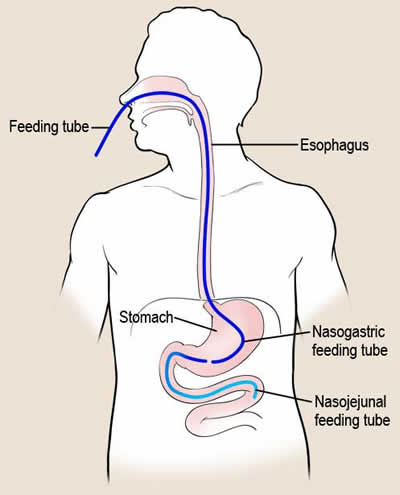 Feeding tube
Esophagus
Stomach
Nasogastric
feeding tube
Nasojejunal
feeding tube